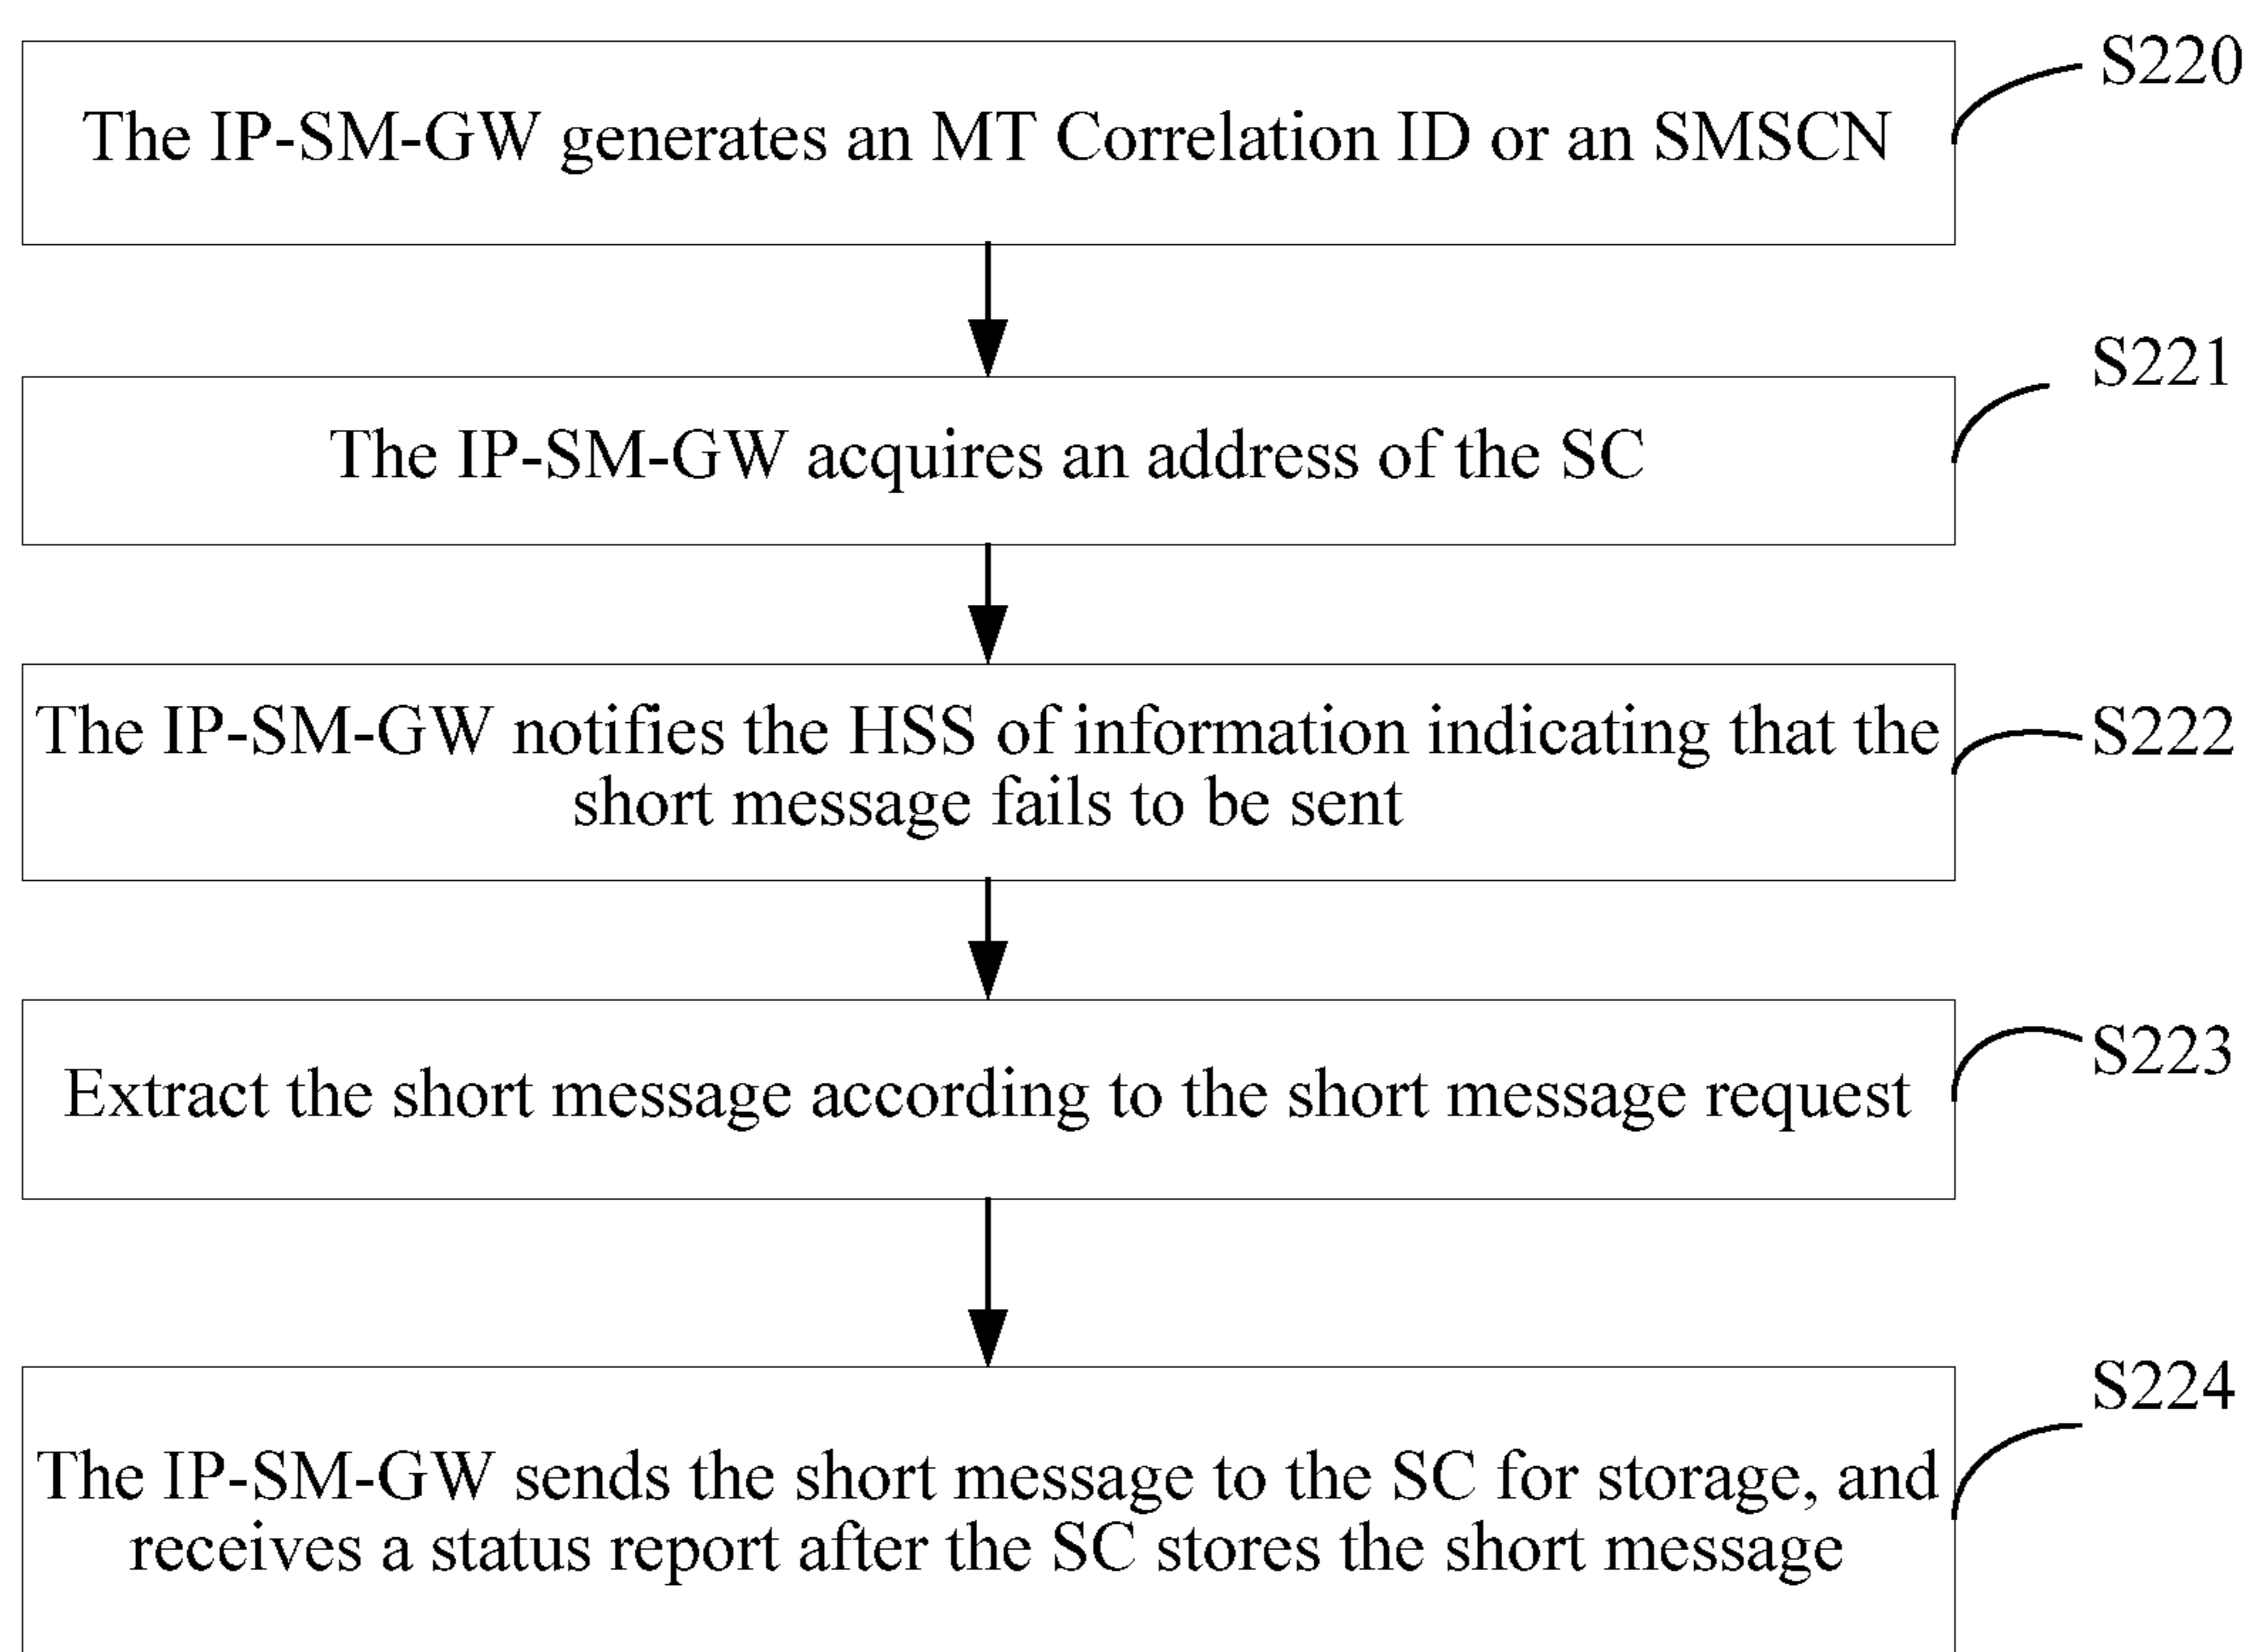 S220
The IP-SM-GW generates an MT Correlation ID or an SMSCN
S221
The IP-SM-GW acquires an address of the SC
The IP-SM-GW notifies the HSS of information indicating that the
short message fails to be sent
S222
Extract the short message according to the short message request
S223
S224
The IP-SM-GW sends the short message to the SC for storage, and
receives a status report after the SC stores the short message